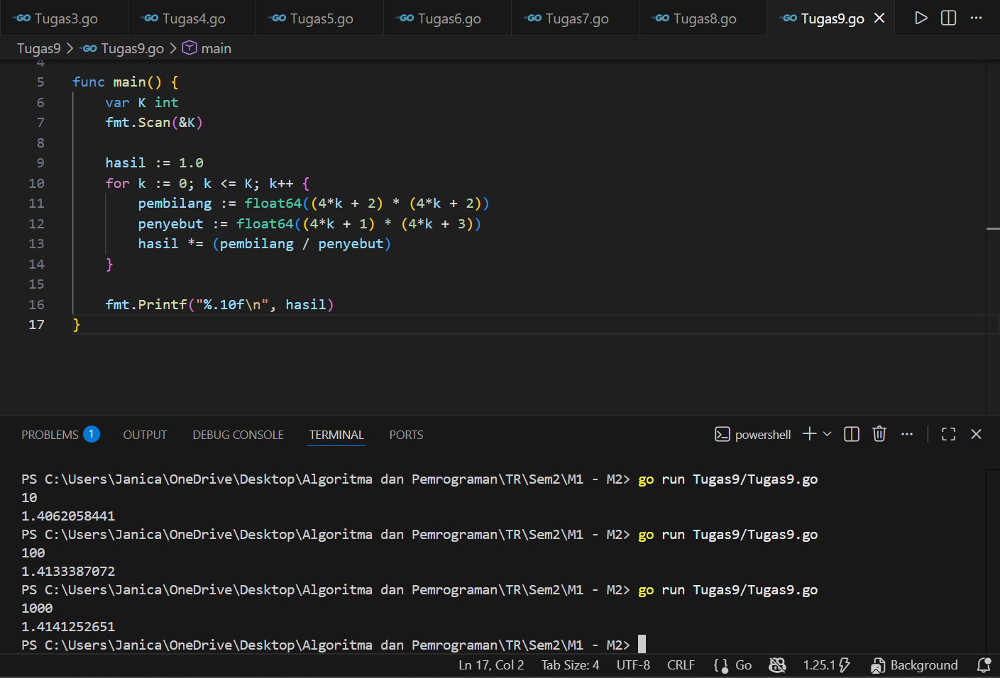 GO Tugas3.go GO Tugas4.go GO Tugas5.go GO Tugas6.go GO Tugas7.go GO Tugas8.go GO Tugas9.go
Tugas9 > GO Tugas9.go > main
4
5 func main() {
6 var K int
7 fmt.Scan(&K)
8
9 hasil := 1.0
10 for k := 0; k <= K; k++ {
11 pembilang := float64((4*k + 2) * (4*k + 2))
12 penyebut := float64((4*k + 1) * (4*k + 3))
13 hasil *= (pembilang / penyebut)
14 }
15
16 fmt.Printf("%.10f\n", hasil)
17 }
PROBLEMS 1 OUTPUT DEBUG CONSOLE TERMINAL PORTS powershell
PS C:\Users\Janica\OneDrive\Desktop\Algoritma dan Pemrograman\TR\Sem2\M1 - M2> go run Tugas9/Tugas9.go
10
1.4062058441
PS C:\Users\Janica\OneDrive\Desktop\Algoritma dan Pemrograman\TR\Sem2\M1 - M2> go run Tugas9/Tugas9.go
100
1.4133387072
PS C:\Users\Janica\OneDrive\Desktop\Algoritma dan Pemrograman\TR\Sem2\M1 - M2> go run Tugas9/Tugas9.go
1000
1.4141252651
PS C:\Users\Janica\OneDrive\Desktop\Algoritma dan Pemrograman\TR\Sem2\M1 - M2>
Ln 17, Col 2 Tab Size: 4 UTF-8 CRLF {} Go 1.25.1 Background